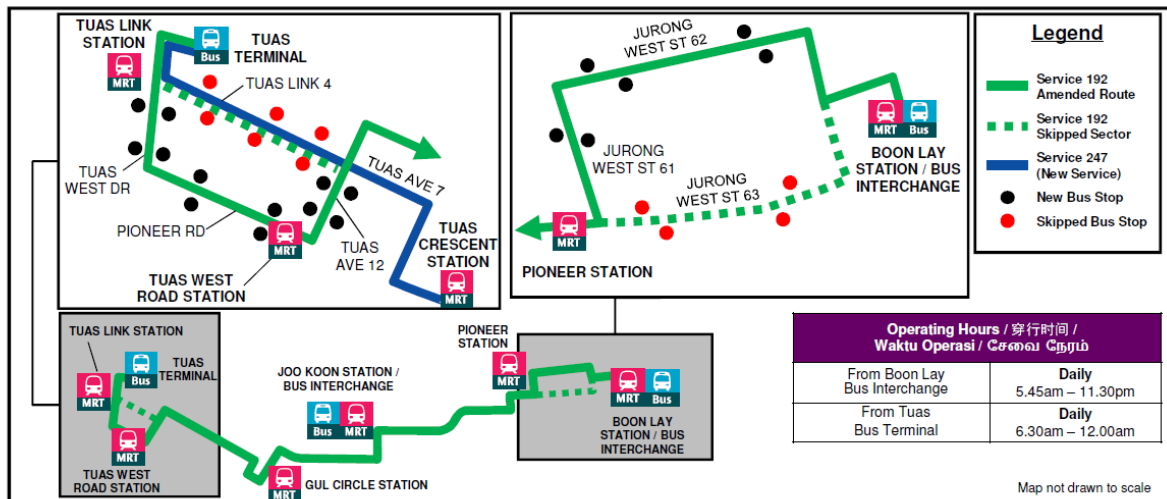 TUAS LINK
STATION
MRT
Bus
TUAS
TERMINAL
TUAS LINK 4
TUAS
WEST DR
PIONEER RD
TUAS AVE 7
MRT
TUAS WEST
ROAD STATION
TUAS
AVE 12
TUAS
CRESCENT
STATION
MRT
JURONG
WEST ST 62
JURONG
WEST ST 61
JURONG
WEST ST 63
MRT
Bus
BOON LAY
STATION / BUS
INTERCHANGE
MRT
PIONEER STATION
Legend
Service 192
Amended Route
Service 192
Skipped Sector
Service 247
(New Service)
New Bus Stop
Skipped Bus Stop
TUAS LINK STATION
MRT
Bus
TUAS
TERMINAL
MRT
TUAS WEST
ROAD STATION
JOO KOON STATION /
BUS INTERCHANGE
Bus
MRT
MRT
GUL CIRCLE STATION
PIONEER
STATION
MRT
MRT
Bus
BOON LAY
STATION / BUS
INTERCHANGE
Operating Hours / 穿行时间 /
Waktu Operasi / சேவை நேரம்
From Boon Lay
Bus Interchange
Daily
5.45am – 11.30pm
From Tuas
Bus Terminal
Daily
6.30am – 12.00am
Map not drawn to scale